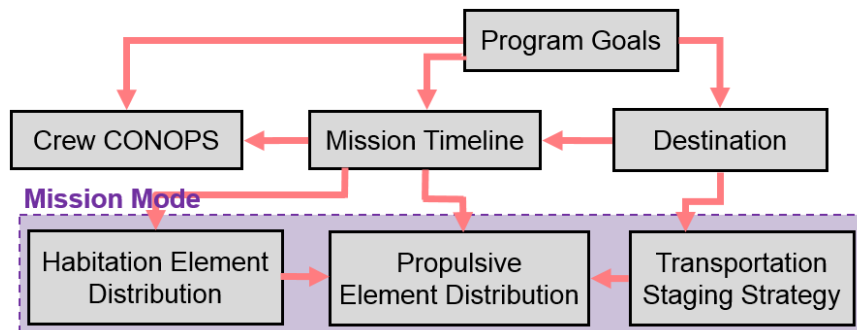 Program Goals
Crew CONOPS
Mission Timeline
Destination
Mission Mode
Habitation Element
Distribution
Propulsive
Element Distribution
Transportation
Staging Strategy